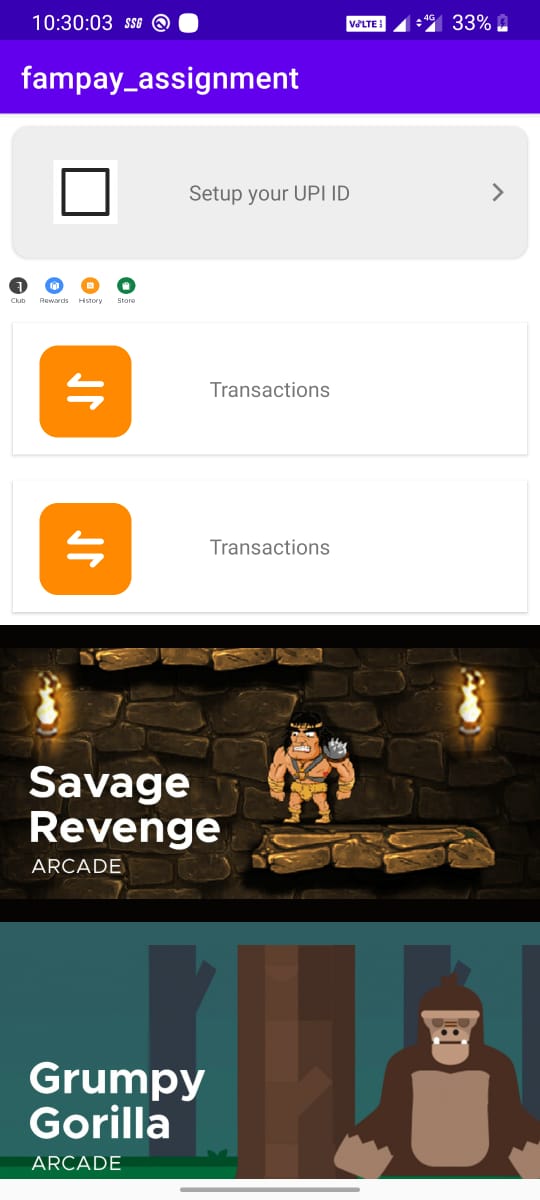 10:30:03 SSG VoLTE 4G 33%
fampay_assignment
Setup your UPI ID
Club Rewards History Store
Transactions
Transactions
Savage
Revenge
ARCADE
Grumpy
Gorilla
ARCADE